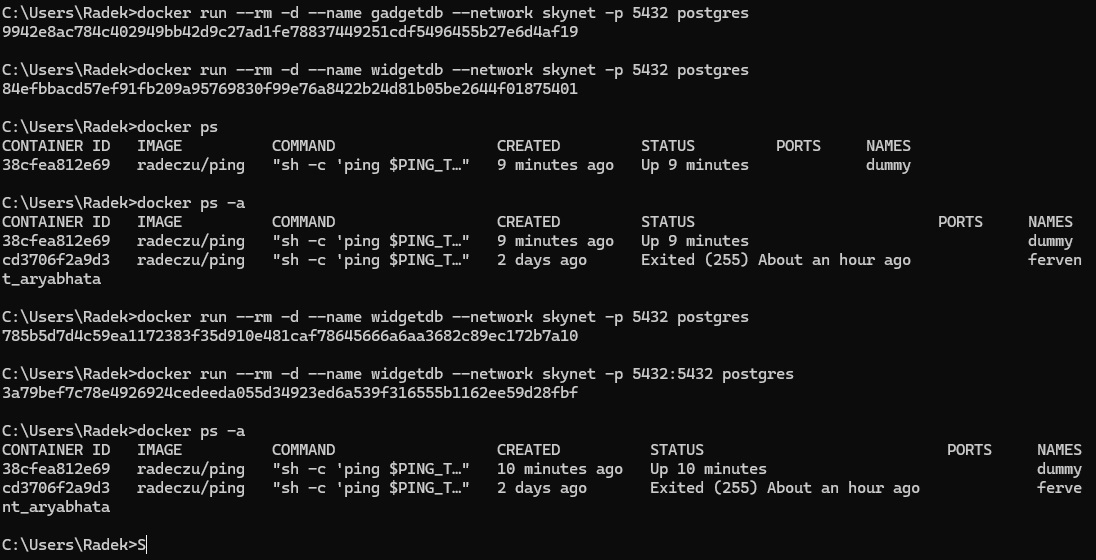 C:\Users\Radek>docker run --rm -d --name gadgetdb --network skynet -p 5432 postgres
9942e8ac784c402949bb42d9c27ad1fe78837449251cdf5496455b27e6d4af19
C:\Users\Radek>docker run --rm -d --name widgetdb --network skynet -p 5432 postgres
84efbbacd57ef91fb209a95769830f99e76a8422b24d81b05be2644f01875401
C:\Users\Radek>docker ps
CONTAINER ID   IMAGE          COMMAND                  CREATED         STATUS         PORTS     NAMES
38cfea812e69   radeczu/ping   "sh -c 'ping $PING_T…"   9 minutes ago   Up 9 minutes             dummy
C:\Users\Radek>docker ps -a
CONTAINER ID   IMAGE          COMMAND                  CREATED         STATUS                           PORTS     NAMES
38cfea812e69   radeczu/ping   "sh -c 'ping $PING_T…"   9 minutes ago   Up 9 minutes                               dummy
cd3706f2a9d3   radeczu/ping   "sh -c 'ping $PING_T…"   2 days ago      Exited (255) About an hour ago             ferven
t_aryabhata
C:\Users\Radek>docker run --rm -d --name widgetdb --network skynet -p 5432 postgres
785b5d7d4c59ea1172383f35d910e481caf78645666a6aa3682c89ec172b7a10
C:\Users\Radek>docker run --rm -d --name widgetdb --network skynet -p 5432:5432 postgres
3a79bef7c78e4926924cedeeda055d34923ed6a539f316555b1162ee59d28fbf
C:\Users\Radek>docker ps -a
CONTAINER ID   IMAGE          COMMAND                  CREATED          STATUS                           PORTS     NAMES
38cfea812e69   radeczu/ping   "sh -c 'ping $PING_T…"   10 minutes ago   Up 10 minutes                              dummy
cd3706f2a9d3   radeczu/ping   "sh -c 'ping $PING_T…"   2 days ago       Exited (255) About an hour ago             ferve
nt_aryabhata
C:\Users\Radek>S